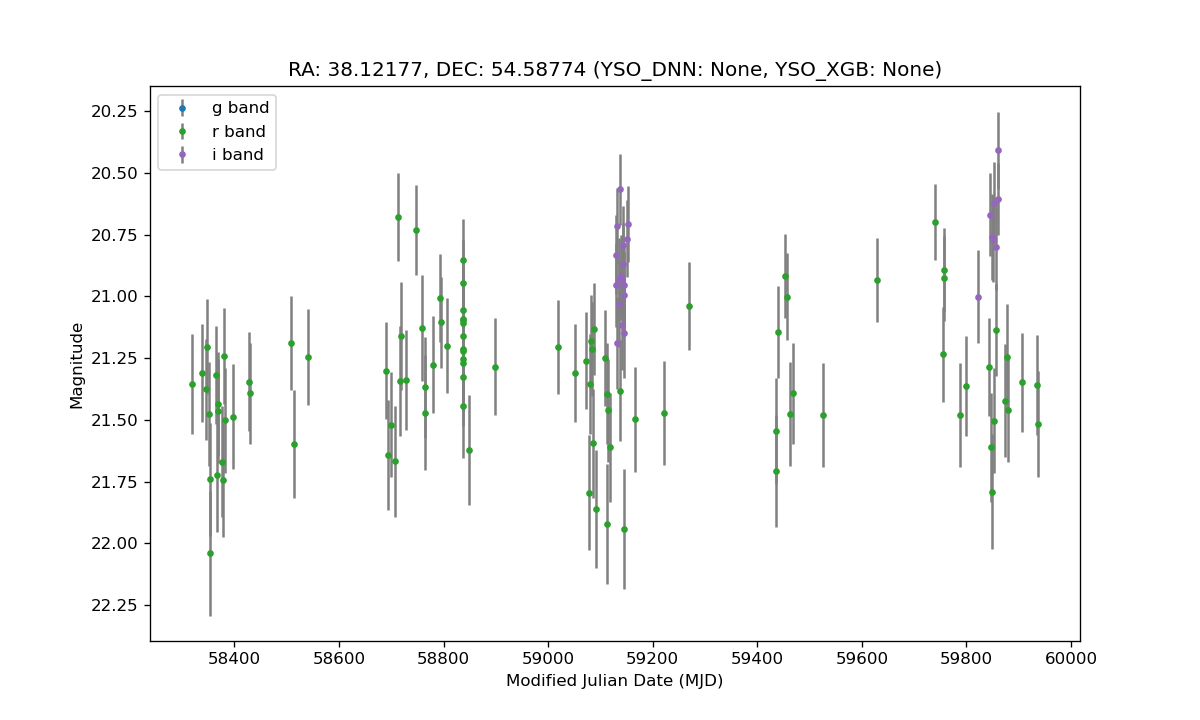 RA: 38.12177, DEC: 54.58774 (YSO_DNN: None, YSO_XGB: None)
g band
r band
i band
Magnitude
20.25
20.50
20.75
21.00
21.25
21.50
21.75
22.00
22.25
58400 58600 58800 59000 59200 59400 59600 59800 60000
Modified Julian Date (MJD)